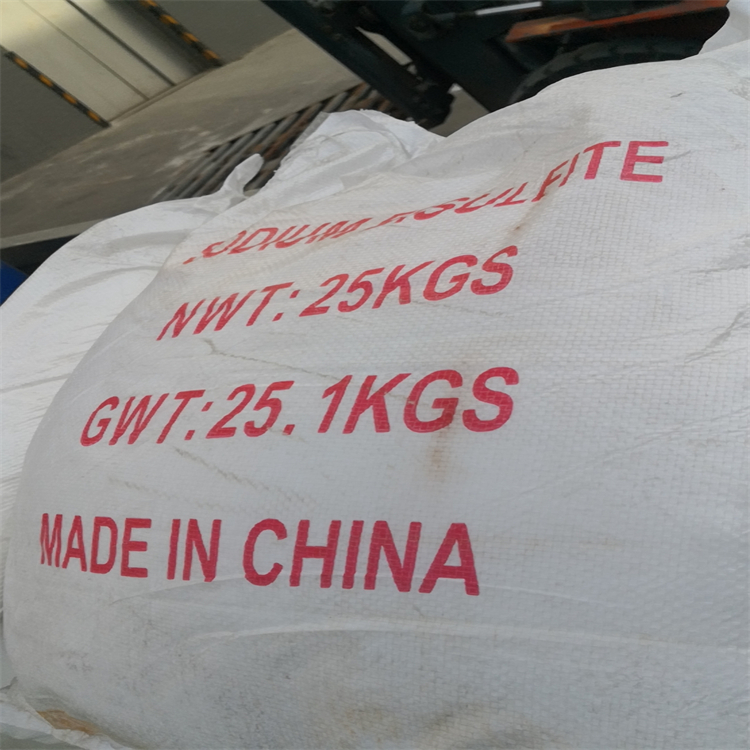 SODIUM
NWT: 25KGS
GWT: 25.1KGS
MADE IN CHINA